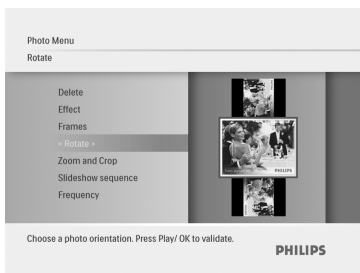 Photo Menu
Rotate
Delete
Effect
Frames
« Rotate »
Zoom and Crop
Slideshow sequence
Frequency
PHILIPS
Choose a photo orientation. Press Play/ OK to validate.
PHILIPS